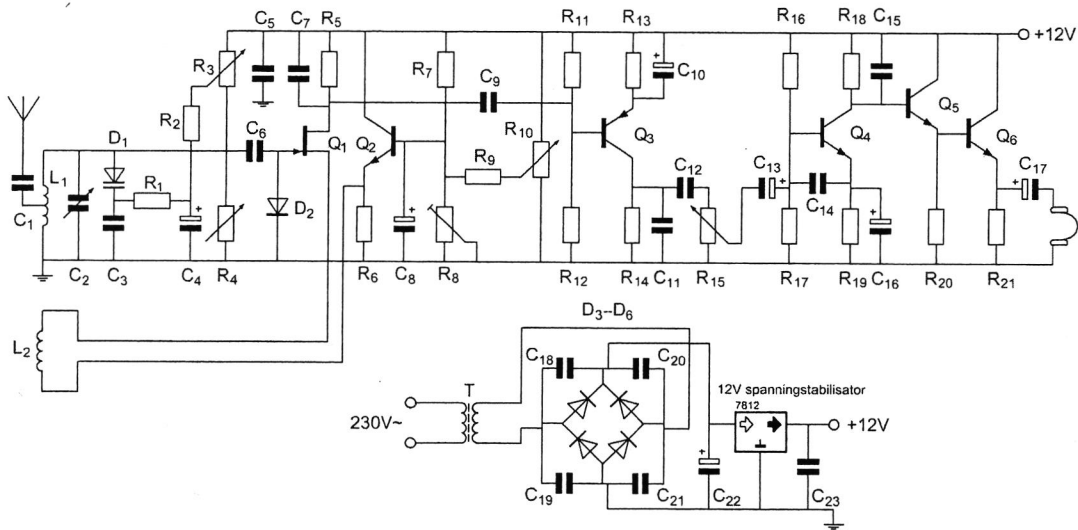 C5 C7 R5 R11 R13 R16 R18 C15
+12V
R3 R7 C9 + C10
R2 R10 Q5
D1 C6 Q1 Q2 Q3 Q4 Q6
L1 R1 R9 C12 C13 + C17 +
C1 + D2 + C14 +
C2 C3 C4 R4 R6 C8 R8 R12 R14 C11 R15 R17 R19 C16 R20 R21
D3--D6
L2 C18 C20
T 12V spanningstabilisator
7812
230V~ +12V
+
C19 C21 C22 C23